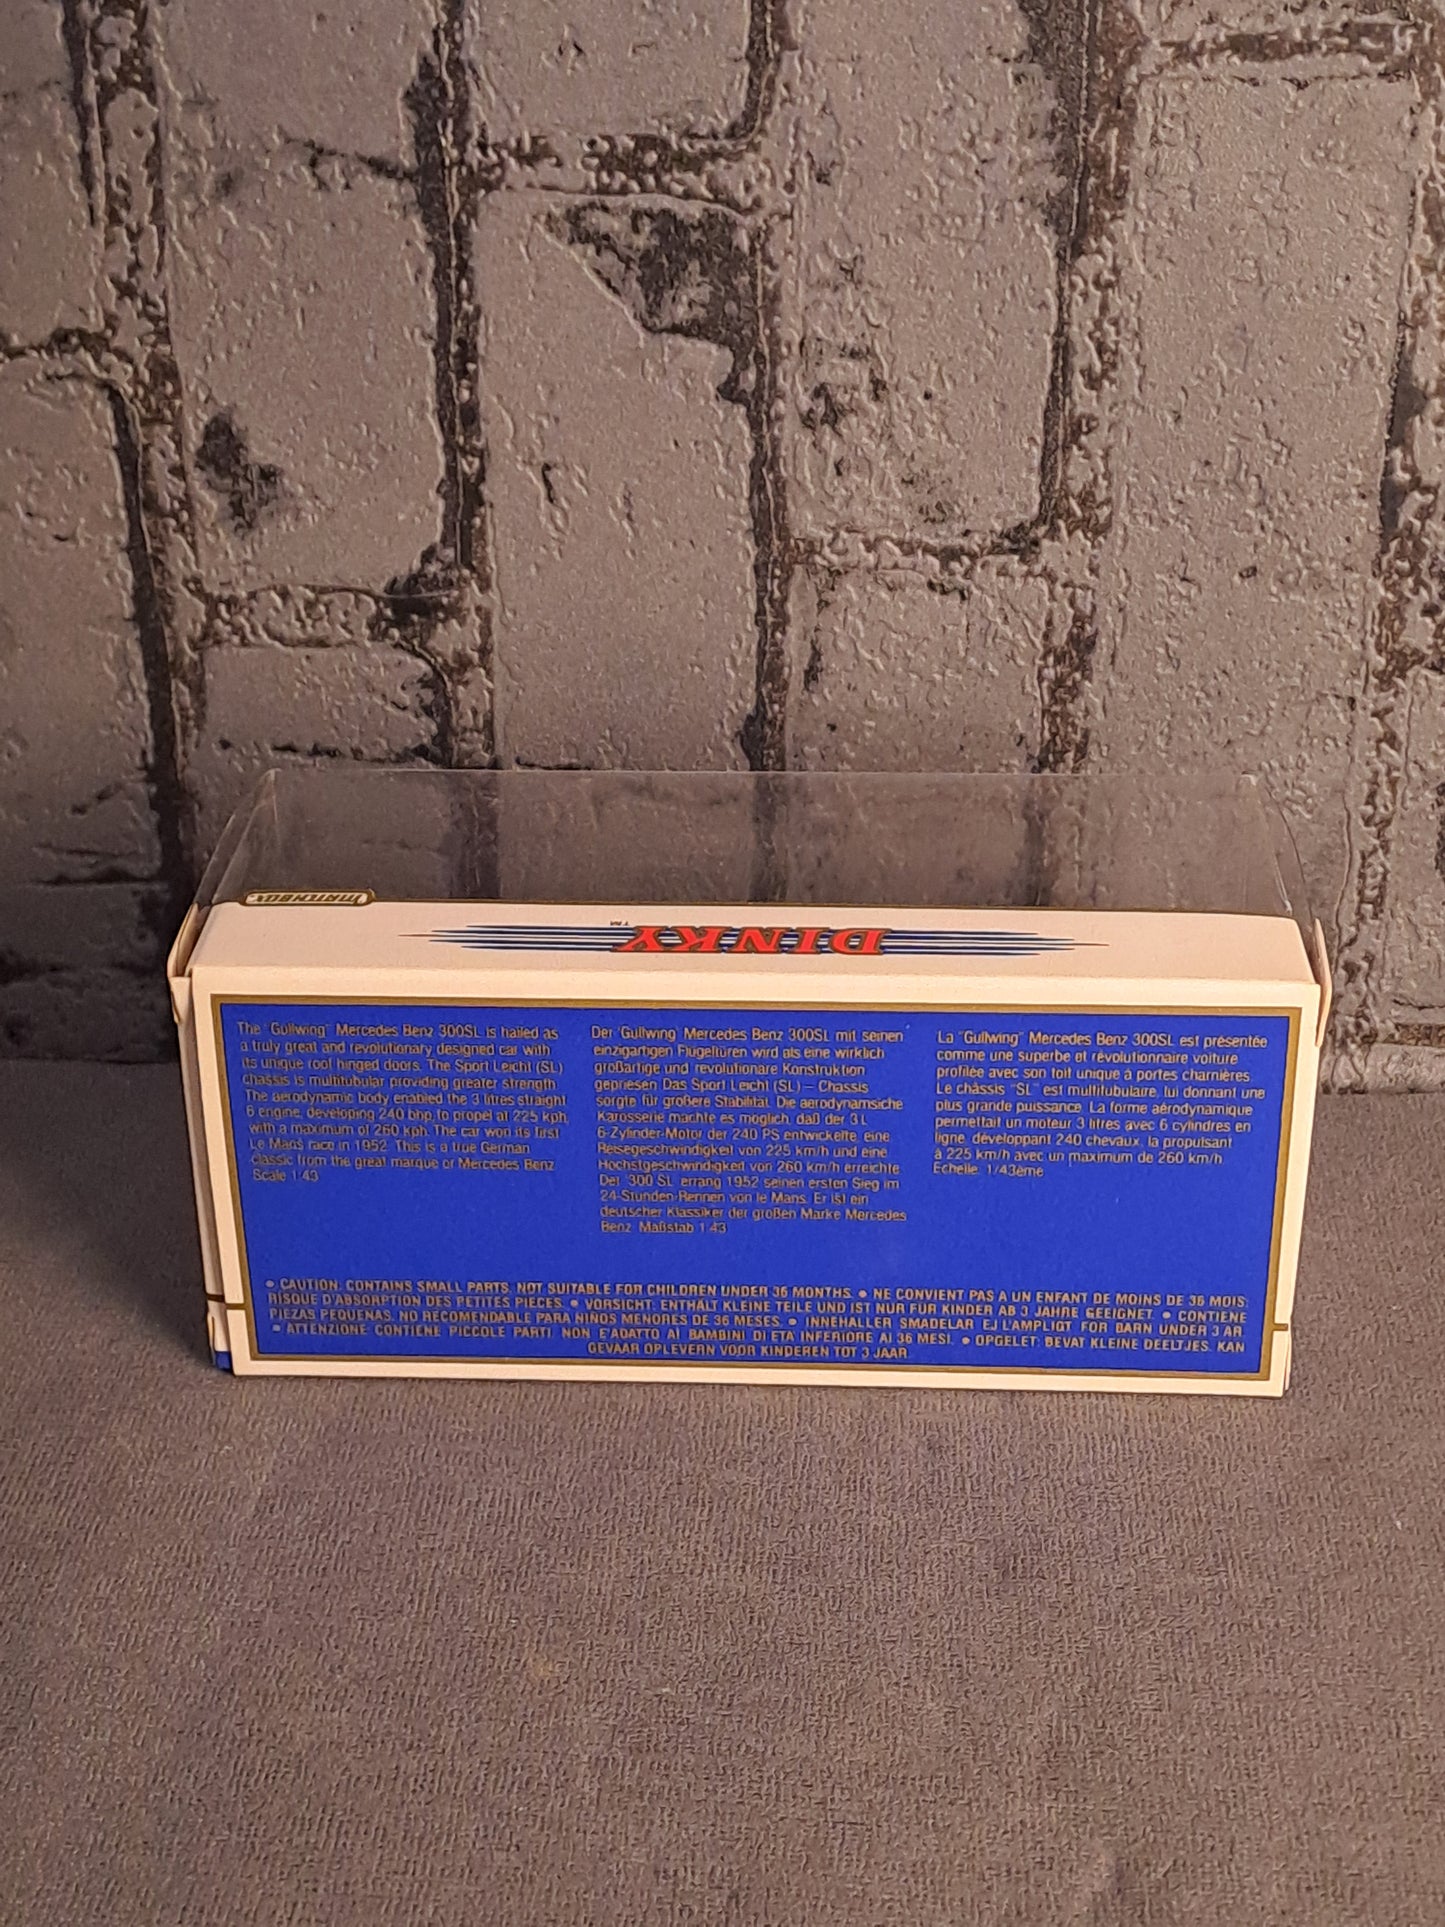 MATCHBOX
DINKY
TM
The "Gullwing" Mercedes Benz 300SL is hailed as
a truly great and revolutionary designed car with
its unique roof hinged doors. The Sport Leicht (SL)
chassis is multitubular providing greater strength.
The aerodynamic body enabled the 3 litres straight
6 engine, developing 240 bhp, to propel at 225 kph,
with a maximum of 260 kph. The car won its first
Le Mans race in 1952. This is a true German
classic from the great marque of Mercedes Benz
Scale 1:43
Der 'Gullwing' Mercedes Benz 300SL mit seinen
einzigartigen Flügeltüren wird als eine wirklich
großartige und revolutionäre Konstruktion
gepriesen Das Sport Leicht (SL) – Chassis
sorgte für größere Stabilität. Die aerodynamsiche
Karosserie machte es möglich, daß der 3 L
6-Zylinder-Motor der 240 PS entwickelte, eine
Reisegeschwindigkeit von 225 km/h und eine
Höchstgeschwindigkeit von 260 km/h erreichte
Der '300 SL' errang 1952 seinen ersten Sieg im
24-Stunden-Rennen von le Mans. Er ist ein
deutscher Klassiker der großen Marke Mercedes
Benz. Maßstab 1:43
La "Gullwing" Mercedes Benz 300SL est présentée
comme une superbe et révolutionnaire voiture
profilée avec son toit unique à portes charnières.
Le châssis "SL" est multitubulaire, lui donnant une
plus grande puissance. La forme aérodynamique
permettait un moteur 3 litres avec 6 cylindres en
ligne, développant 240 chevaux, la propulsant
à 225 km/h avec un maximum de 260 km/h.
Echelle: 1/43ème
• CAUTION: CONTAINS SMALL PARTS. NOT SUITABLE FOR CHILDREN UNDER 36 MONTHS. • NE CONVIENT PAS A UN ENFANT DE MOINS DE 36 MOIS:
RISQUE D'ABSORPTION DES PETITES PIECES. • VORSICHT: ENTHÄLT KLEINE TEILE UND IST NUR FÜR KINDER AB 3 JAHRE GEEIGNET. • CONTIENE
PIEZAS PEQUENAS. NO RECOMENDABLE PARA NINOS MENORES DE 36 MESES. • INNEHALLER SMADELAR EJ LAMPLIGT FOR BARN UNDER 3 AR.
• ATTENZIONE: CONTIENE PICCOLE PARTI. NON E'ADATTO AI BAMBINI DI ETA INFERIORE AI 36 MESI. • OPGELET: BEVAT KLEINE DEELTJES. KAN
GEVAAR OPLEVERN VOOR KINDEREN TOT 3 JAAR